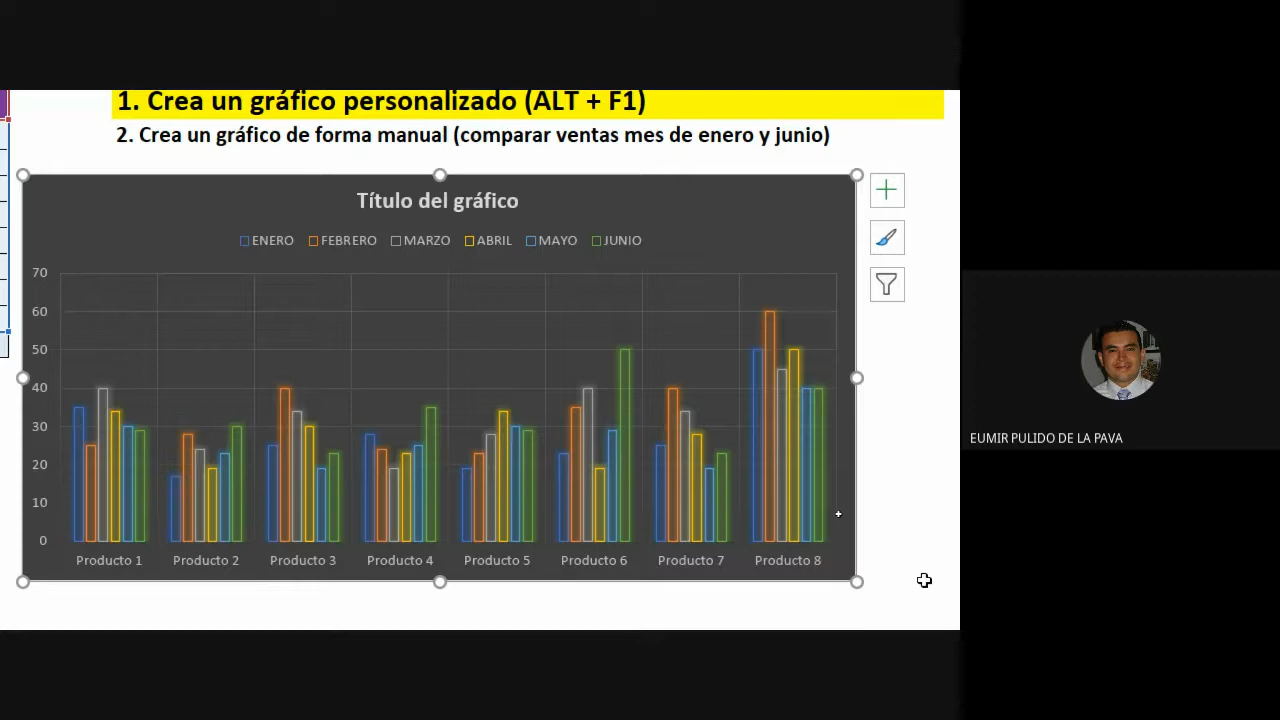 1. Crea un gráfico personalizado (ALT + F1)
2. Crea un gráfico de forma manual (comparar ventas mes de enero y junio)
Título del gráfico
ENERO FEBRERO MARZO ABRIL MAYO JUNIO
70
60
50
40
30
20
10
0
Producto 1 Producto 2 Producto 3 Producto 4 Producto 5 Producto 6 Producto 7 Producto 8
EUMIR PULIDO DE LA PAVA